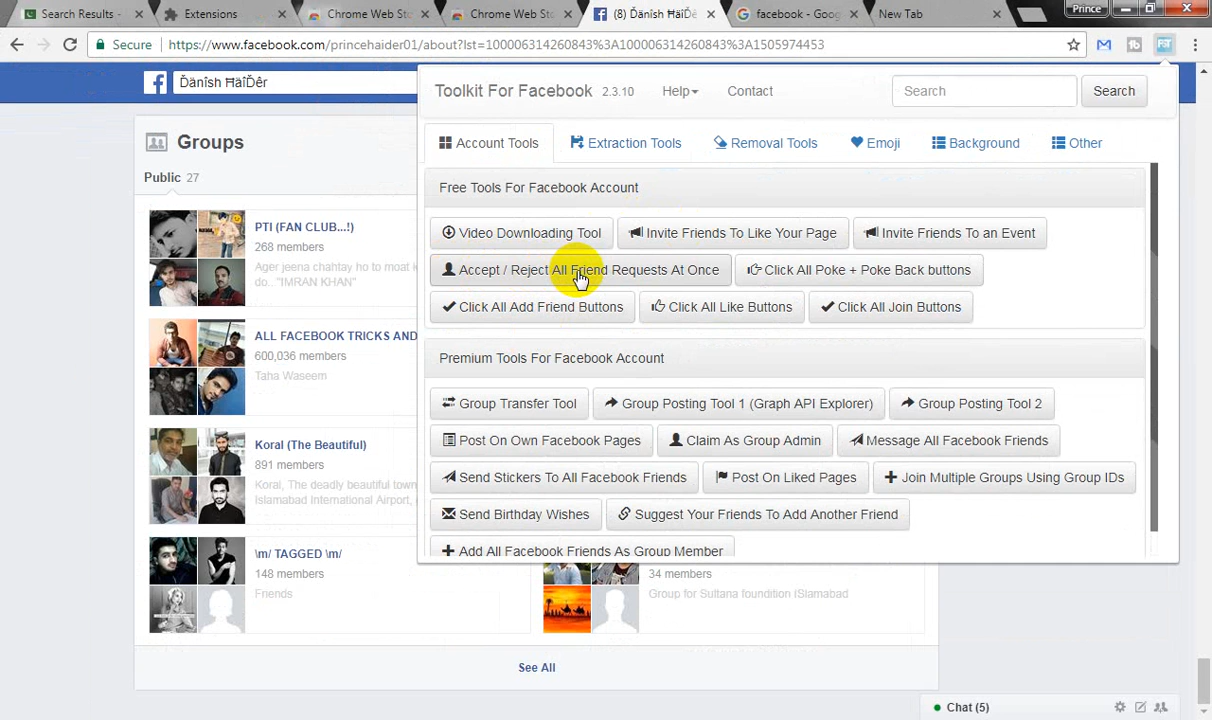 Search Results
Extensions
Chrome Web Sto
Chrome Web Sto
(8) Ďänîsh ĦäiĎê
facebook - Goog
New Tab
Prince
Secure
https://www.facebook.com/princehaider01/about?lst=100006314260843%3A100006314260843%3A1505974453
Ďänîsh ĦäiĎêr
Toolkit For Facebook 2.3.10
Help
Contact
Search
Search
Account Tools
Extraction Tools
Removal Tools
Emoji
Background
Other
Groups
Public 27
PTI (FAN CLUB...!)
268 members
Ager jeena chahtay ho to moat k
do.. "IMRAN KHAN"
ALL FACEBOOK TRICKS AND
600,036 members
Taha Waseem
Koral (The Beautiful)
891 members
Koral, The deadly beautiful town
Islamabad International Airport,
\m/ TAGGED \m/
148 members
Friends
34 members
Group for Sultana foundation ISlamabad
See All
Free Tools For Facebook Account
Video Downloading Tool
Invite Friends To Like Your Page
Invite Friends To an Event
Accept / Reject All Friend Requests At Once
Click All Poke + Poke Back buttons
Click All Add Friend Buttons
Click All Like Buttons
Click All Join Buttons
Premium Tools For Facebook Account
Group Transfer Tool
Group Posting Tool 1 (Graph API Explorer)
Group Posting Tool 2
Post On Own Facebook Pages
Claim As Group Admin
Message All Facebook Friends
Send Stickers To All Facebook Friends
Post On Liked Pages
Join Multiple Groups Using Group IDs
Send Birthday Wishes
Suggest Your Friends To Add Another Friend
Add All Facebook Friends As Group Member
Chat (5)